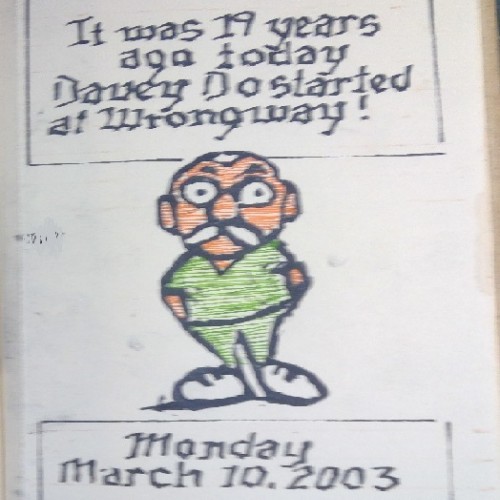 It was 19 years
ago today
Davey Do started
at Wrongway!
Monday
March 10. 2003